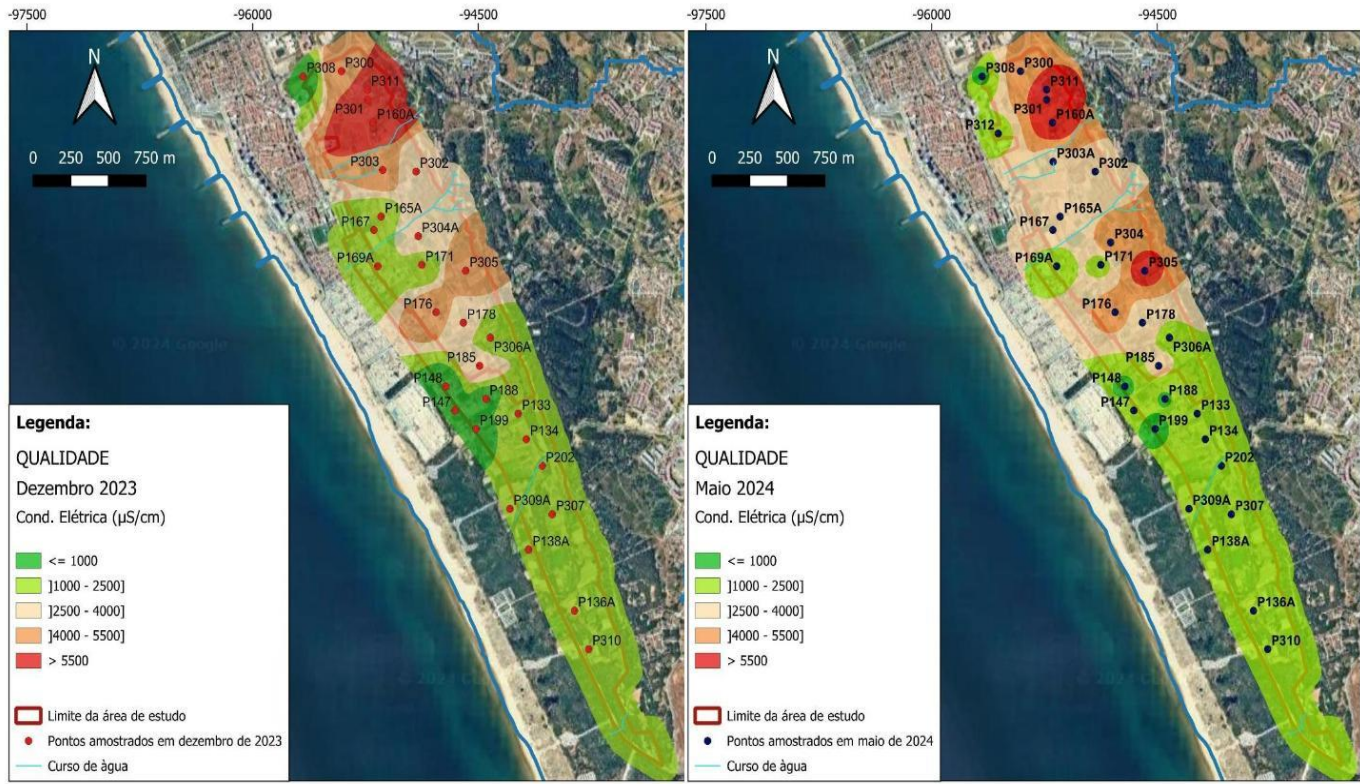 -97500
-96000
-94500
N
0 250 500 750 m
P308
P300
P311
P301
P160A
P303
P302
P165A
P167
P304A
P169A
P171
P305
P176
P178
P306A
P185
P148
P188
P147
P133
P199
P134
P202
P309A
P307
P138A
P136A
P310
© 2024 Google
Legenda:
QUALIDADE
Dezembro 2023
Cond. Elétrica (µS/cm)
<= 1000
]1000 - 2500]
]2500 - 4000]
]4000 - 5500]
> 5500
Limite da área de estudo
Pontos amostrados em dezembro de 2023
Curso de àgua
-97500
-96000
-94500
N
0 250 500 750 m
P308
P300
P311
P301
P160A
P312
P303A
P302
P165A
P167
P304
P169A
P171
P305
P176
P178
P306A
P185
P148
P188
P147
P133
P199
P134
P202
P309A
P307
P138A
P136A
P310
© 2024 Google
Legenda:
QUALIDADE
Maio 2024
Cond. Elétrica (µS/cm)
<= 1000
]1000 - 2500]
]2500 - 4000]
]4000 - 5500]
> 5500
Limite da área de estudo
Pontos amostrados em maio de 2024
Curso de àgua